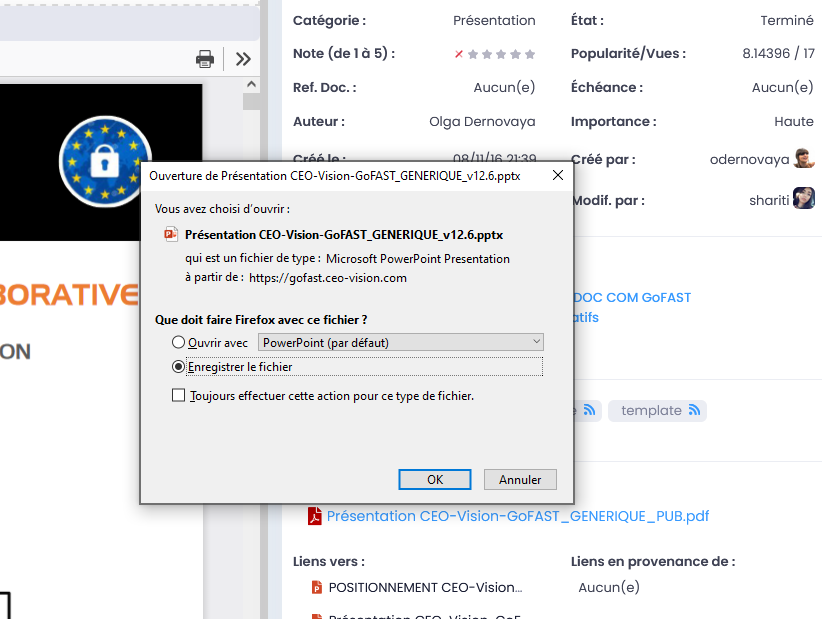 Catégorie : Présentation État : Terminé
Note (de 1 à 5) : Popularité/Vues : 8.14396 / 17
Ref. Doc. : Aucun(e) Échéance : Aucun(e)
Auteur : Olga Dernovaya Importance : Haute
Créé le : 08/11/16 21:39 Créé par : odernovaya
Modif. par : shariti
Ouverture de Présentation CEO-Vision-GoFAST_GENERIQUE_v12.6.pptx
Vous avez choisi d'ouvrir :
Présentation CEO-Vision-GoFAST_GENERIQUE_v12.6.pptx
qui est un fichier de type : Microsoft PowerPoint Presentation
à partir de : https://gofast.ceo-vision.com
Que doit faire Firefox avec ce fichier ?
Ouvrir avec PowerPoint (par défaut)
Enregistrer le fichier
Toujours effectuer cette action pour ce type de fichier.
OK Annuler
BORATIVE
ON
DOC COM GoFAST
atifs
e template
Présentation CEO-Vision-GoFAST_GENERIQUE_PUB.pdf
Liens vers : Liens en provenance de :
POSITIONNEMENT CEO-Vision... Aucun(e)
Présentation CEO-Vision-GoF